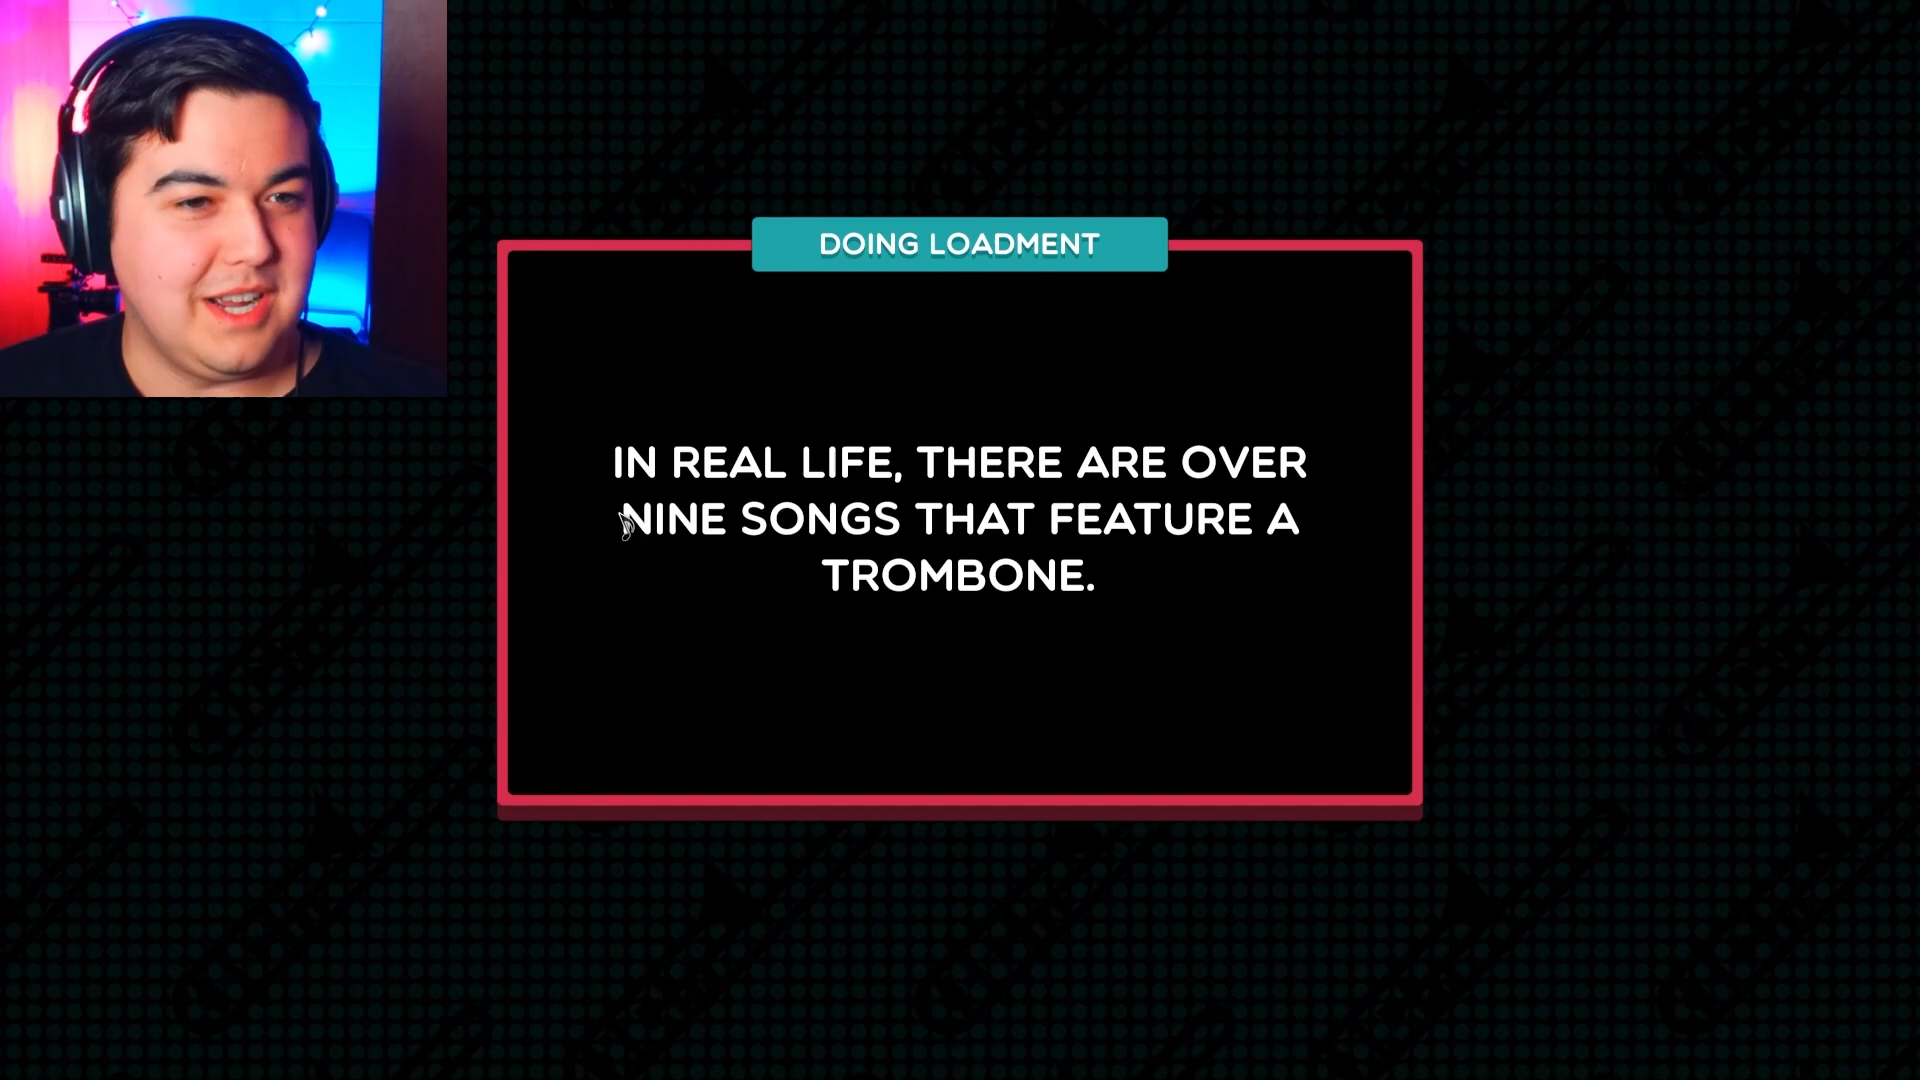 DOING LOADMENT
IN REAL LIFE, THERE ARE OVER
NINE SONGS THAT FEATURE A
TROMBONE.